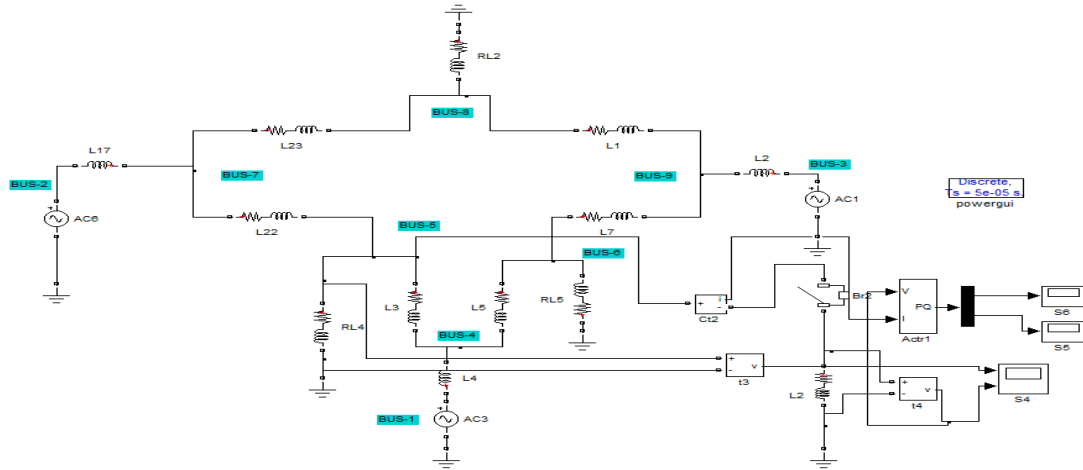 RL2
BUS-8
L23
L1
L17
L2
BUS-3
BUS-2
BUS-7
BUS-9
AC6
AC1
Discrete,
Ts = 5e-05 s.
powergui
L22
L7
BUS-5
BUS-6
L3
L5
RL5
+
-
i
Ct2
Br2
V
I
PQ
Actr1
S6
S5
RL4
BUS-4
L4
+
-
v
t3
L2
+
-
v
t4
S4
BUS-1
AC3